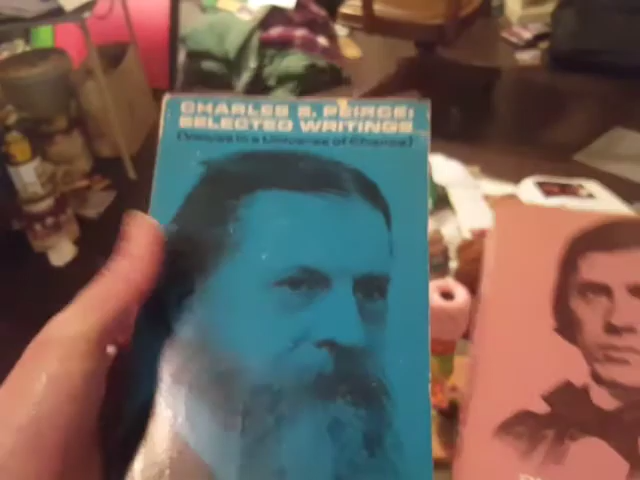 CHARLES S. PEIRCE:
SELECTED WRITINGS
(Values in a Universe of Chance)